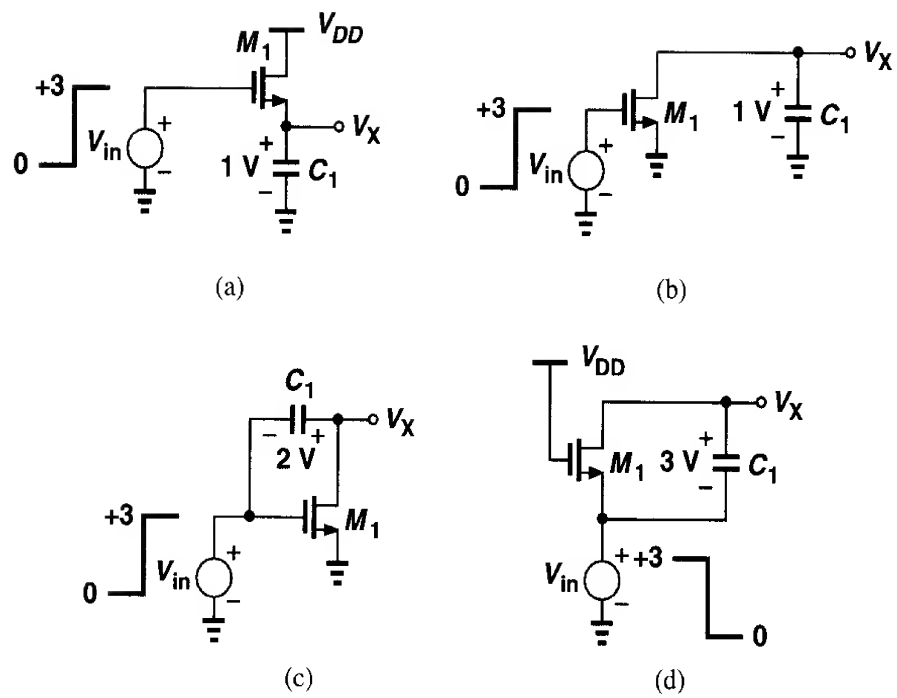 M1 VDD
+3
0
Vin
+
−
VX
1 V
+
−
C1
(a)
+3
0
Vin
+
−
M1
VX
1 V
+
−
C1
(b)
C1
−
+
2 V
VX
+3
0
Vin
+
−
M1
(c)
VDD
VX
M1
3 V
+
−
C1
Vin
+
−
+3
0
(d)